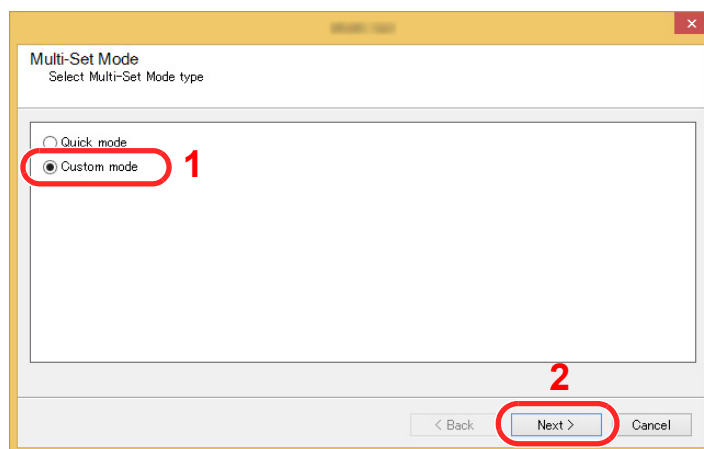 Multi-Set Mode
Select Multi-Set Mode type
Quick mode
Custom mode 1
2
< Back Next > Cancel